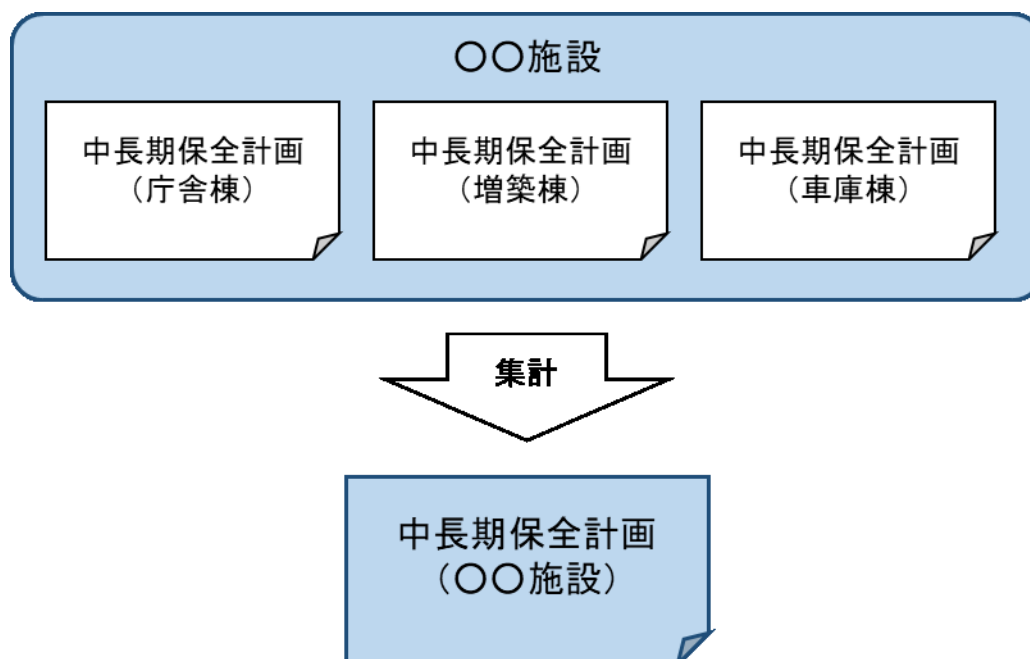 〇〇施設
中長期保全計画
（庁舎棟）
中長期保全計画
（増築棟）
中長期保全計画
（車庫棟）
集計
中長期保全計画
（〇〇施設）